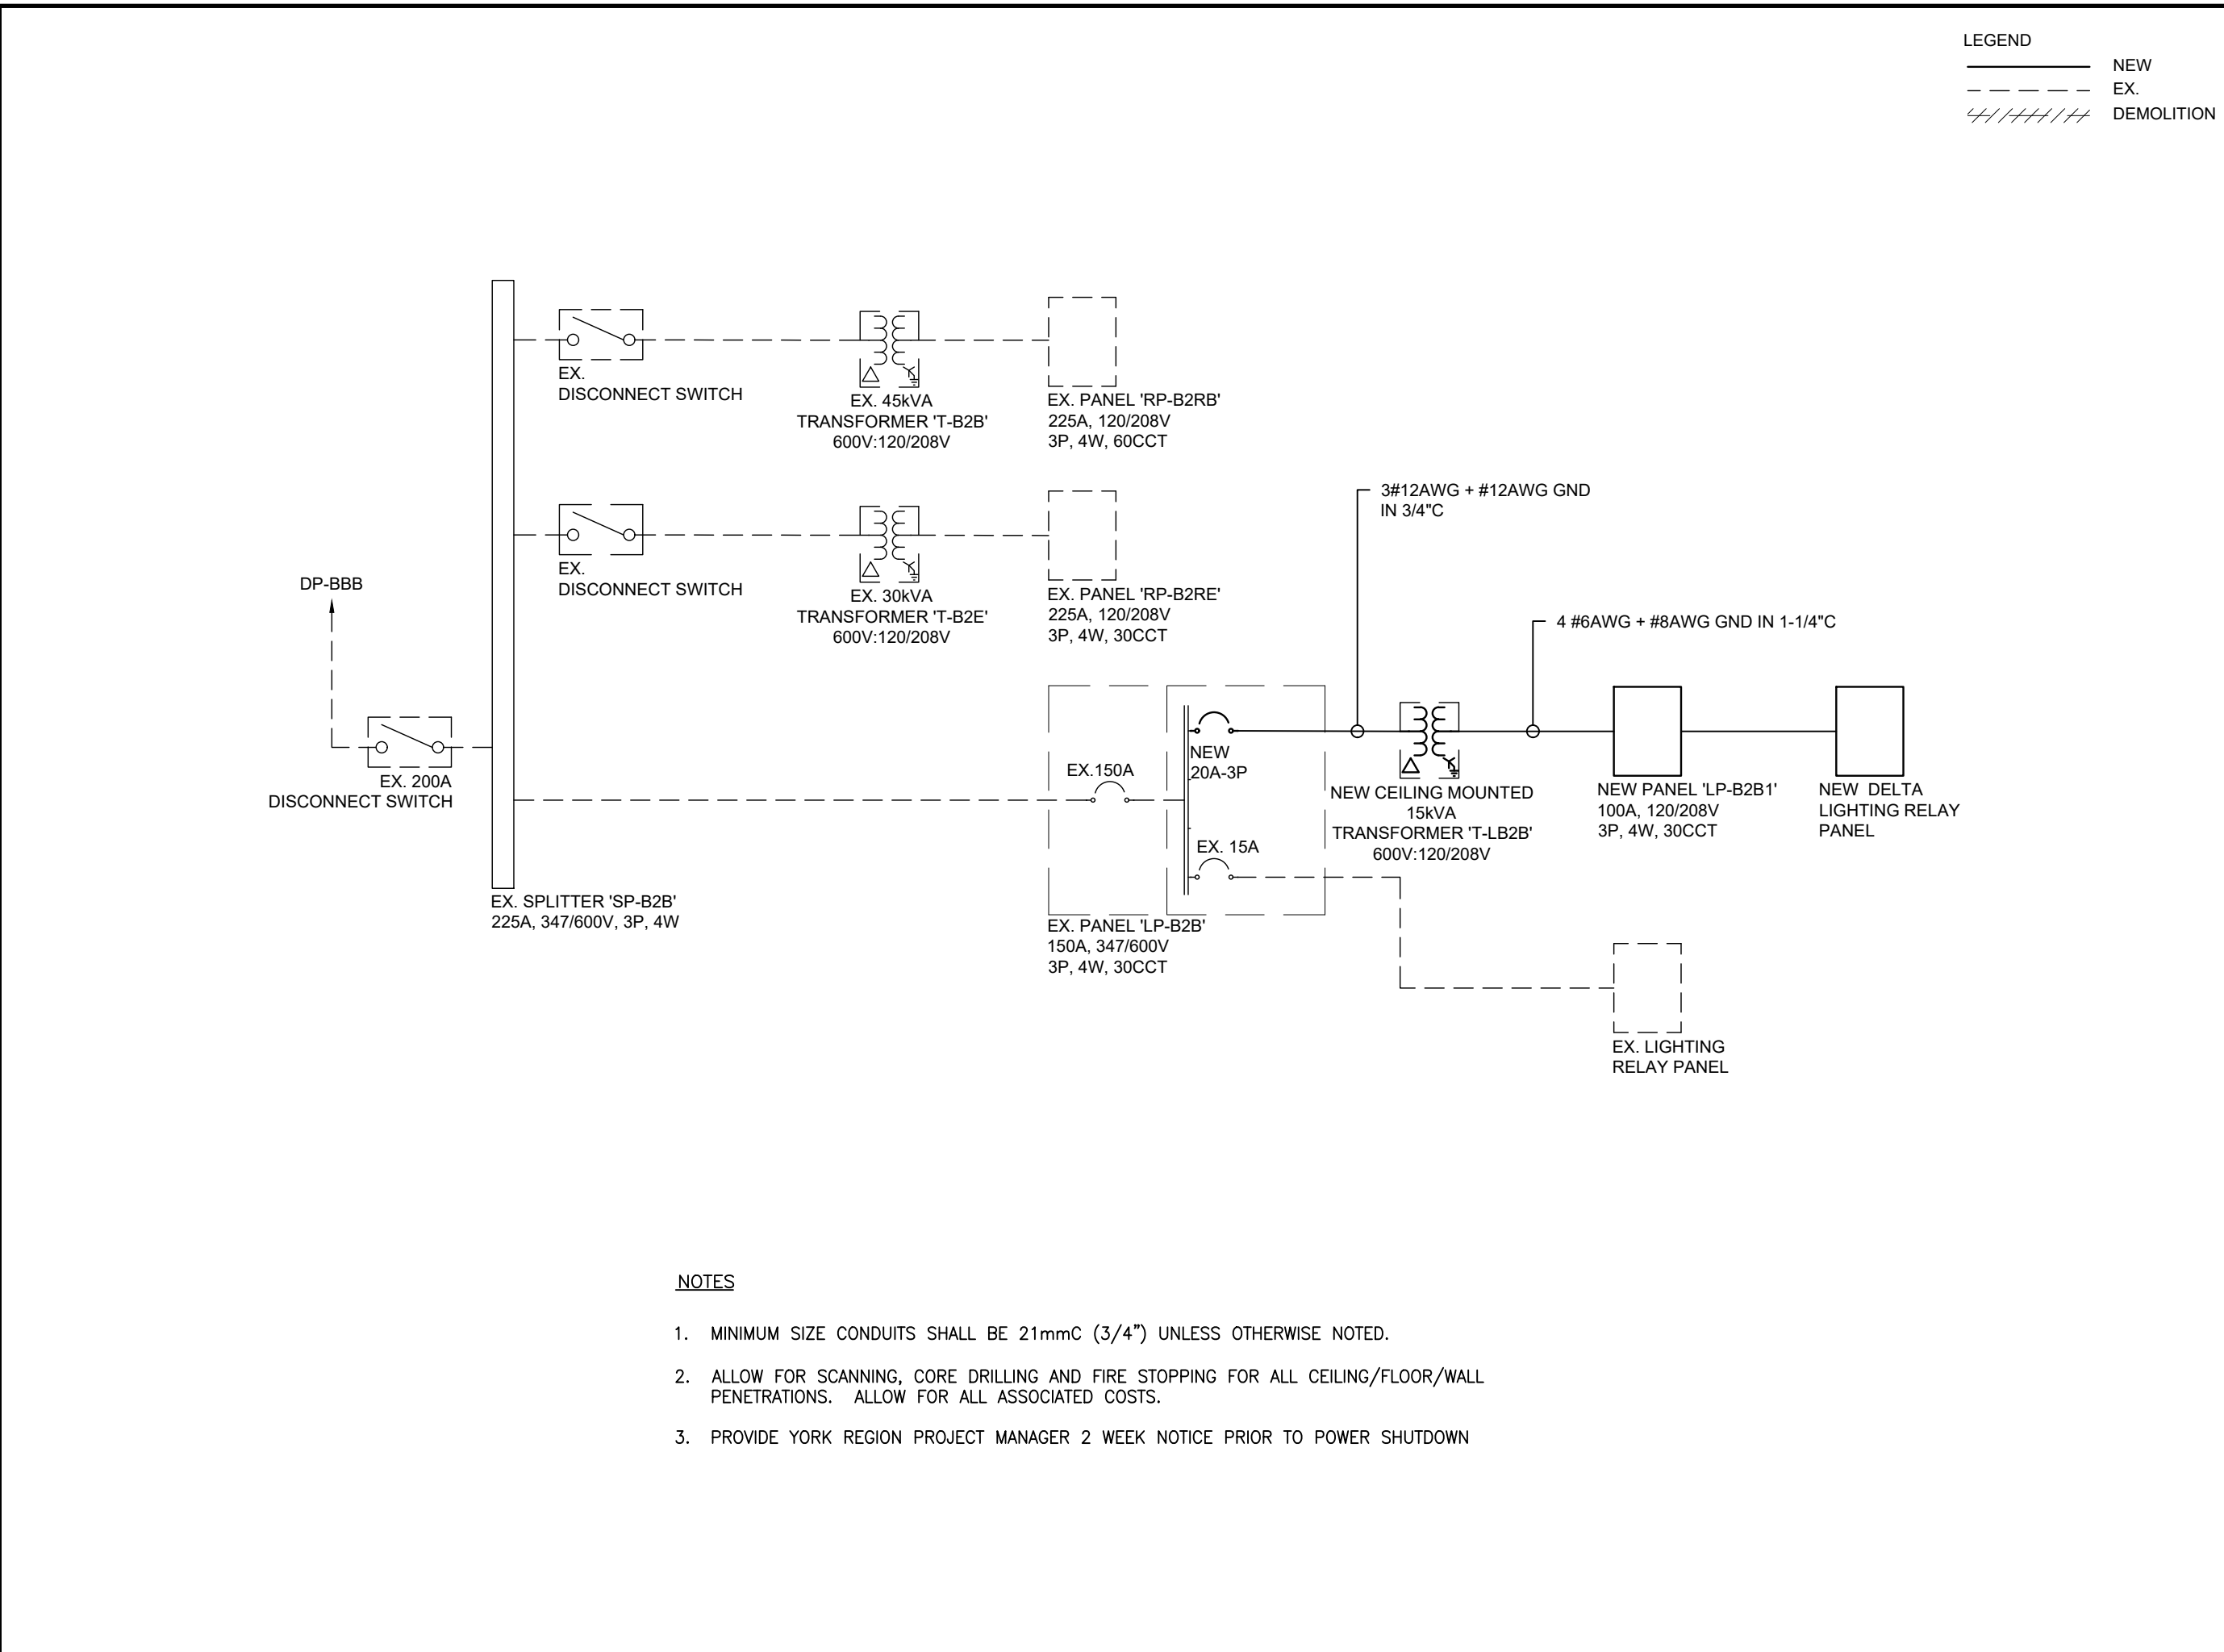 LEGEND
NEW
EX.
DEMOLITION
EX.
DISCONNECT SWITCH
EX. 45kVA
TRANSFORMER 'T-B2B'
600V:120/208V
EX. PANEL 'RP-B2RB'
225A, 120/208V
3P, 4W, 60CCT
EX.
DISCONNECT SWITCH
EX. 30kVA
TRANSFORMER 'T-B2E'
600V:120/208V
EX. PANEL 'RP-B2RE'
225A, 120/208V
3P, 4W, 30CCT
3#12AWG + #12AWG GND
IN 3/4"C
4 #6AWG + #8AWG GND IN 1-1/4"C
DP-BBB
EX. 200A
DISCONNECT SWITCH
EX. SPLITTER 'SP-B2B'
225A, 347/600V, 3P, 4W
EX.150A
NEW
20A-3P
EX. 15A
EX. PANEL 'LP-B2B'
150A, 347/600V
3P, 4W, 30CCT
NEW CEILING MOUNTED
15kVA
TRANSFORMER 'T-LB2B'
600V:120/208V
NEW PANEL 'LP-B2B1'
100A, 120/208V
3P, 4W, 30CCT
NEW DELTA
LIGHTING RELAY
PANEL
EX. LIGHTING
RELAY PANEL
NOTES
1. MINIMUM SIZE CONDUITS SHALL BE 21mmC (3/4") UNLESS OTHERWISE NOTED.
2. ALLOW FOR SCANNING, CORE DRILLING AND FIRE STOPPING FOR ALL CEILING/FLOOR/WALL
PENETRATIONS. ALLOW FOR ALL ASSOCIATED COSTS.
3. PROVIDE YORK REGION PROJECT MANAGER 2 WEEK NOTICE PRIOR TO POWER SHUTDOWN